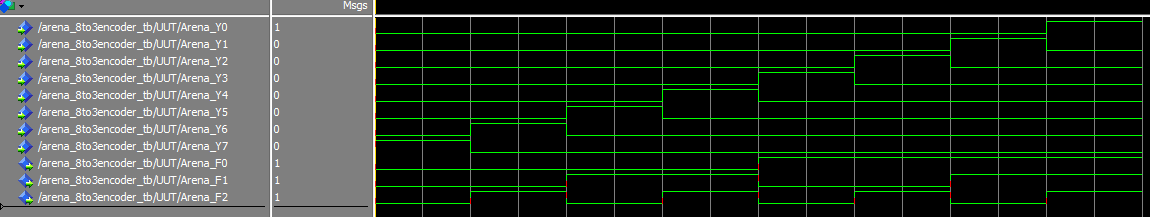 Msgs
/arena_8to3encoder_tb/UUT/Arena_Y0 1
/arena_8to3encoder_tb/UUT/Arena_Y1 0
/arena_8to3encoder_tb/UUT/Arena_Y2 0
/arena_8to3encoder_tb/UUT/Arena_Y3 0
/arena_8to3encoder_tb/UUT/Arena_Y4 0
/arena_8to3encoder_tb/UUT/Arena_Y5 0
/arena_8to3encoder_tb/UUT/Arena_Y6 0
/arena_8to3encoder_tb/UUT/Arena_Y7 0
/arena_8to3encoder_tb/UUT/Arena_F0 1
/arena_8to3encoder_tb/UUT/Arena_F1 1
/arena_8to3encoder_tb/UUT/Arena_F2 1